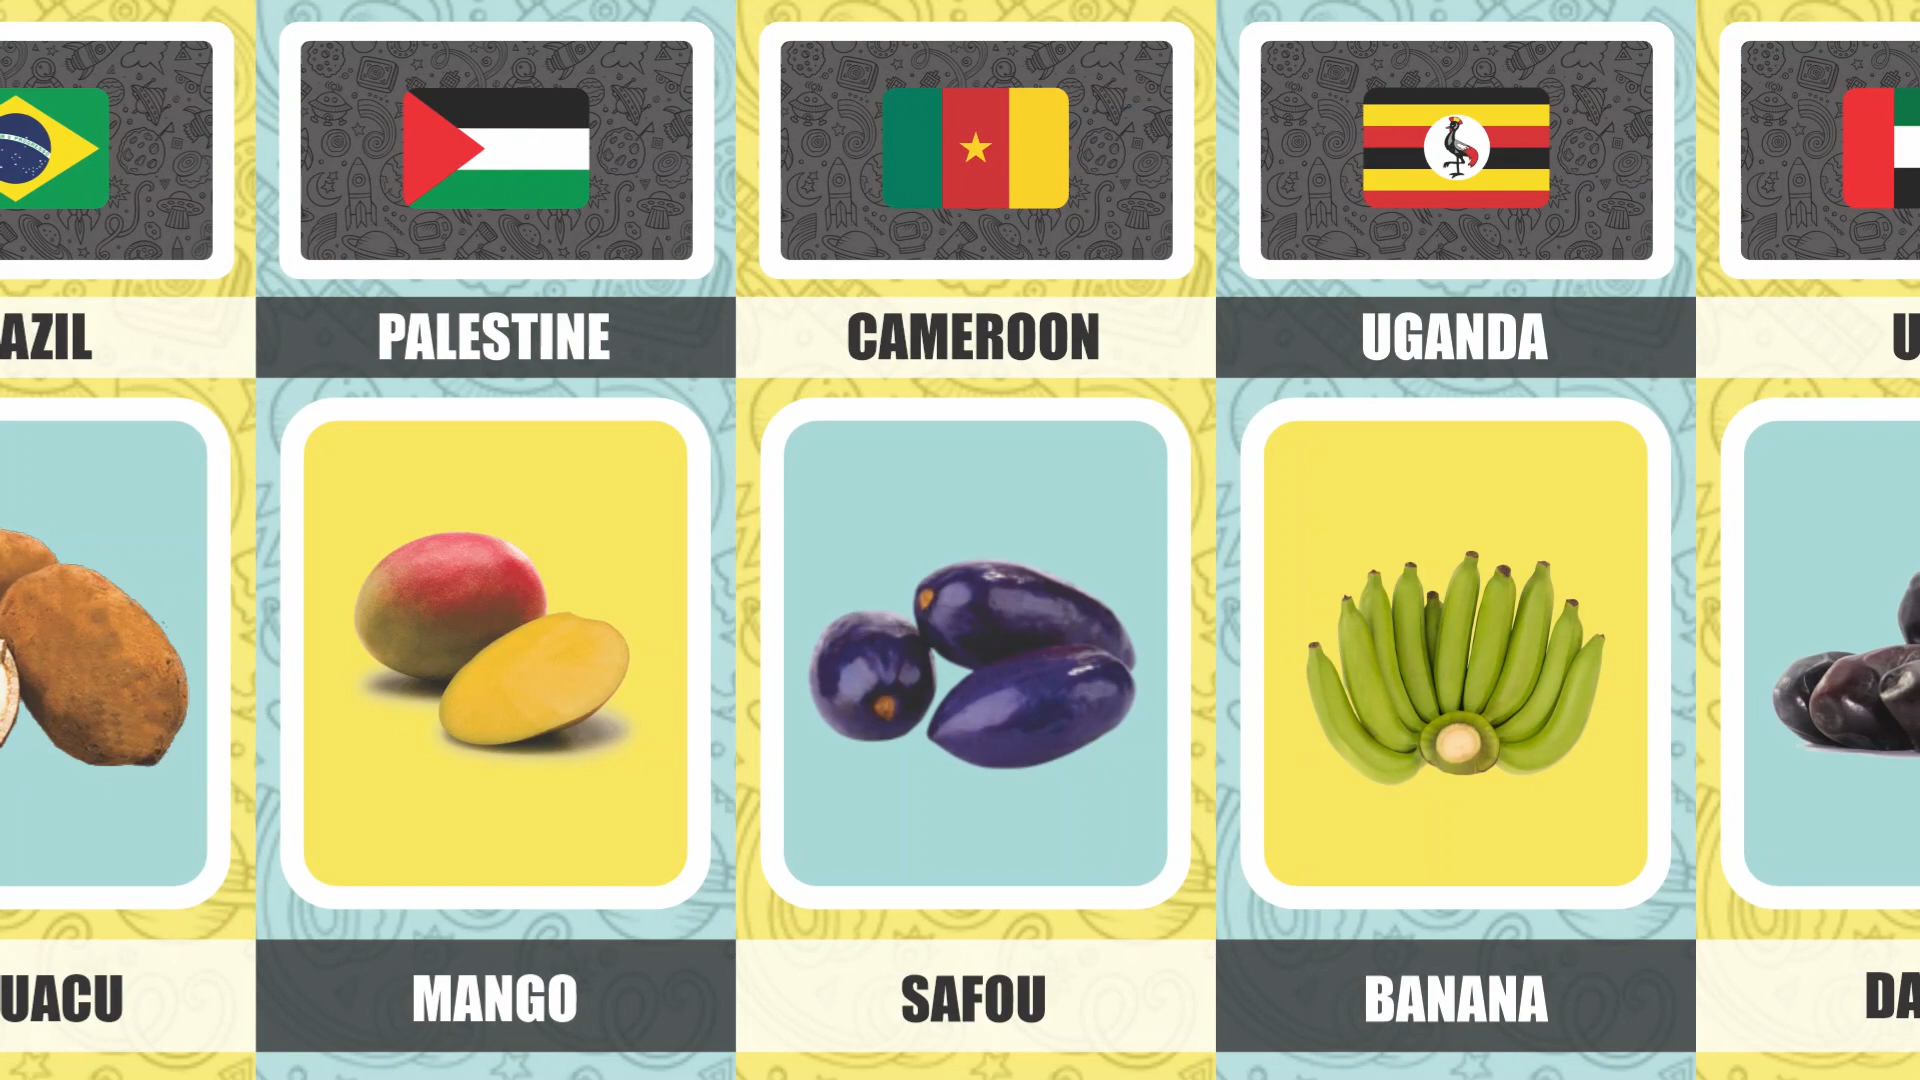 AZIL
PALESTINE
CAMEROON
UGANDA
U
UACU
MANGO
SAFOU
BANANA
DA